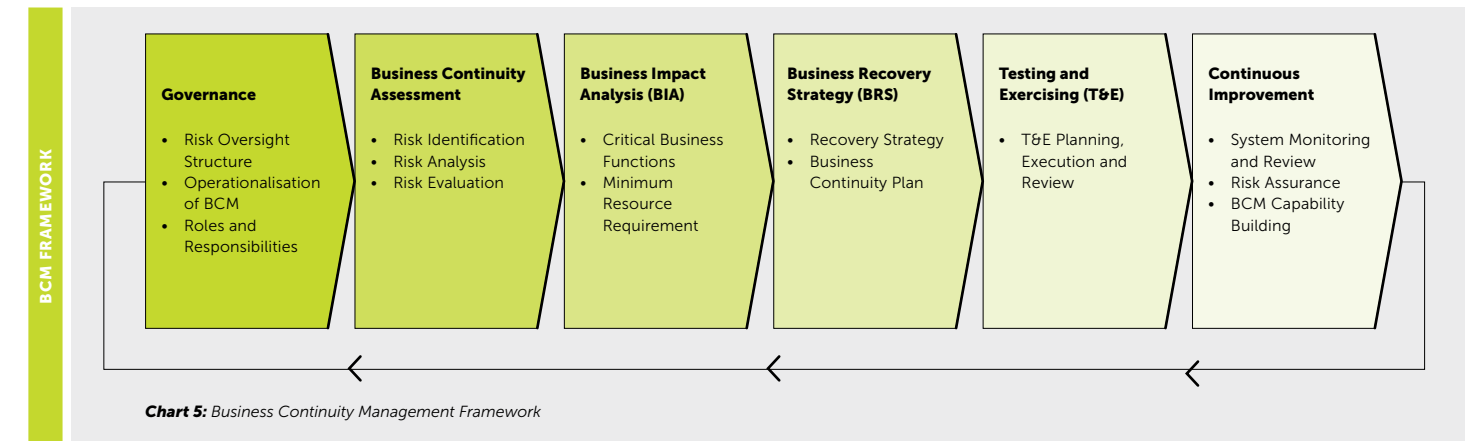 BCM FRAMEWORK
Governance
• Risk Oversight
Structure
• Operationalisation
of BCM
• Roles and
Responsibilities
Business Continuity
Assessment
• Risk Identification
• Risk Analysis
• Risk Evaluation
Business Impact
Analysis (BIA)
• Critical Business
Functions
• Minimum
Resource
Requirement
Business Recovery
Strategy (BRS)
• Recovery Strategy
• Business
Continuity Plan
Testing and
Exercising (T&E)
• T&E Planning,
Execution and
Review
Continuous
Improvement
• System Monitoring
and Review
• Risk Assurance
• BCM Capability
Building
Chart 5: Business Continuity Management Framework